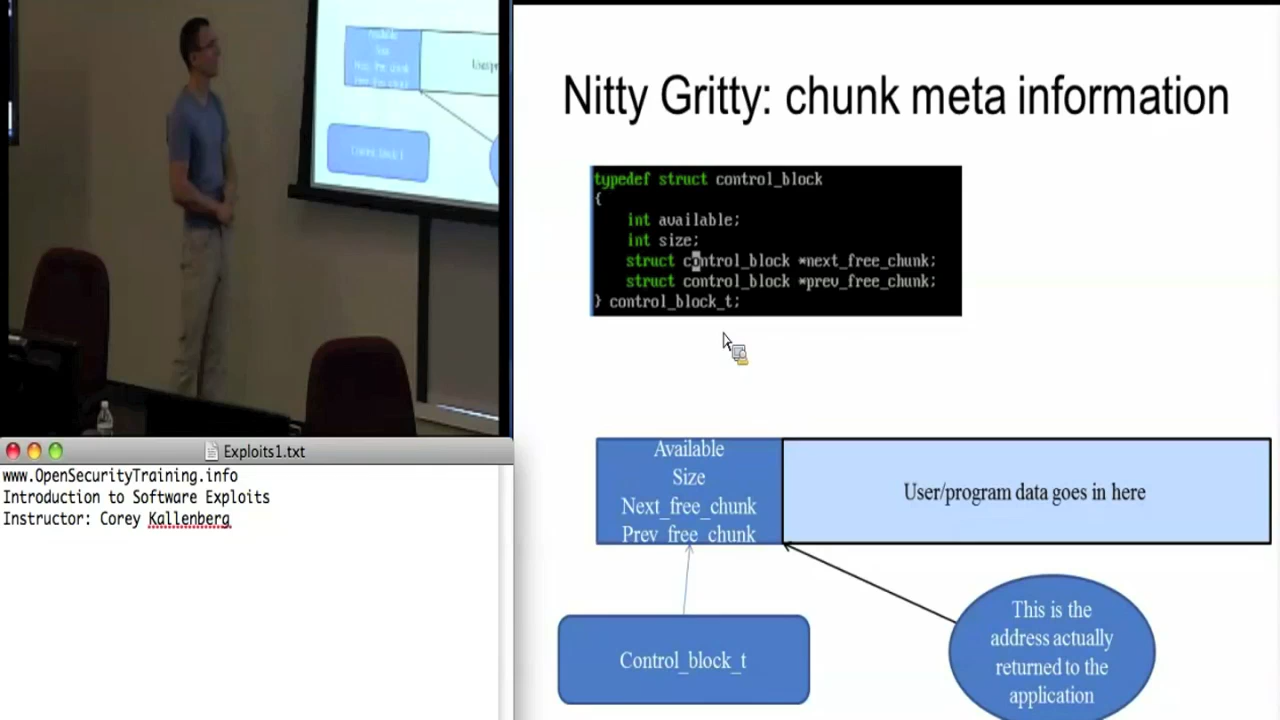 Nitty Gritty: chunk meta information
typedef struct control_block
{
int available;
int size;
struct control_block *next_free_chunk;
struct control_block *prev_free_chunk;
} control_block_t;
Available
Size
Next_free_chunk
Prev_free_chunk
User/program data goes in here
Control_block_t
This is the
address actually
returned to the
application
Exploits1.txt
www.OpenSecurityTraining.info
Introduction to Software Exploits
Instructor: Corey Kallenberg